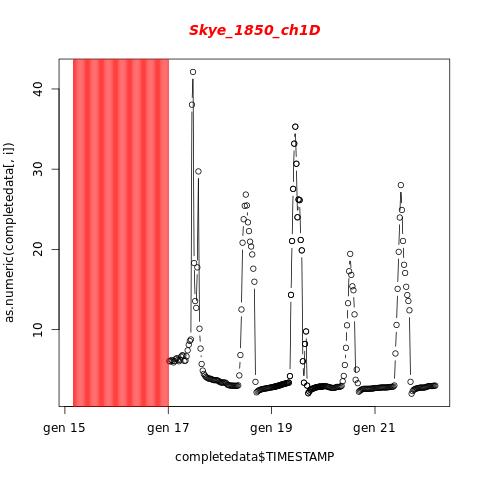 Skye_1850_ch1D
as.numeric(completedata[, i])
40
30
20
10
gen 15
gen 17
gen 19
gen 21
completedata$TIMESTAMP